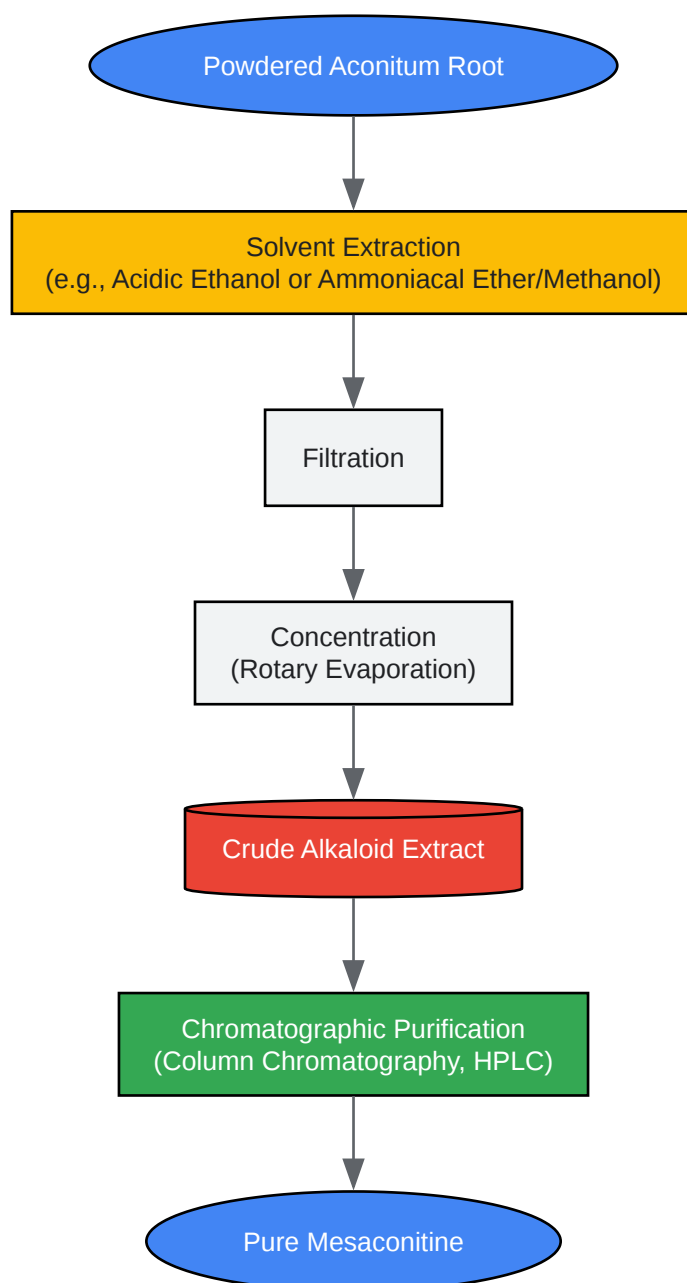 Powdered Aconitum Root
Solvent Extraction
(e.g., Acidic Ethanol or Ammoniacal Ether/Methanol)
Filtration
Concentration
(Rotary Evaporation)
Crude Alkaloid Extract
Chromatographic Purification
(Column Chromatography, HPLC)
Pure Mesaconitine